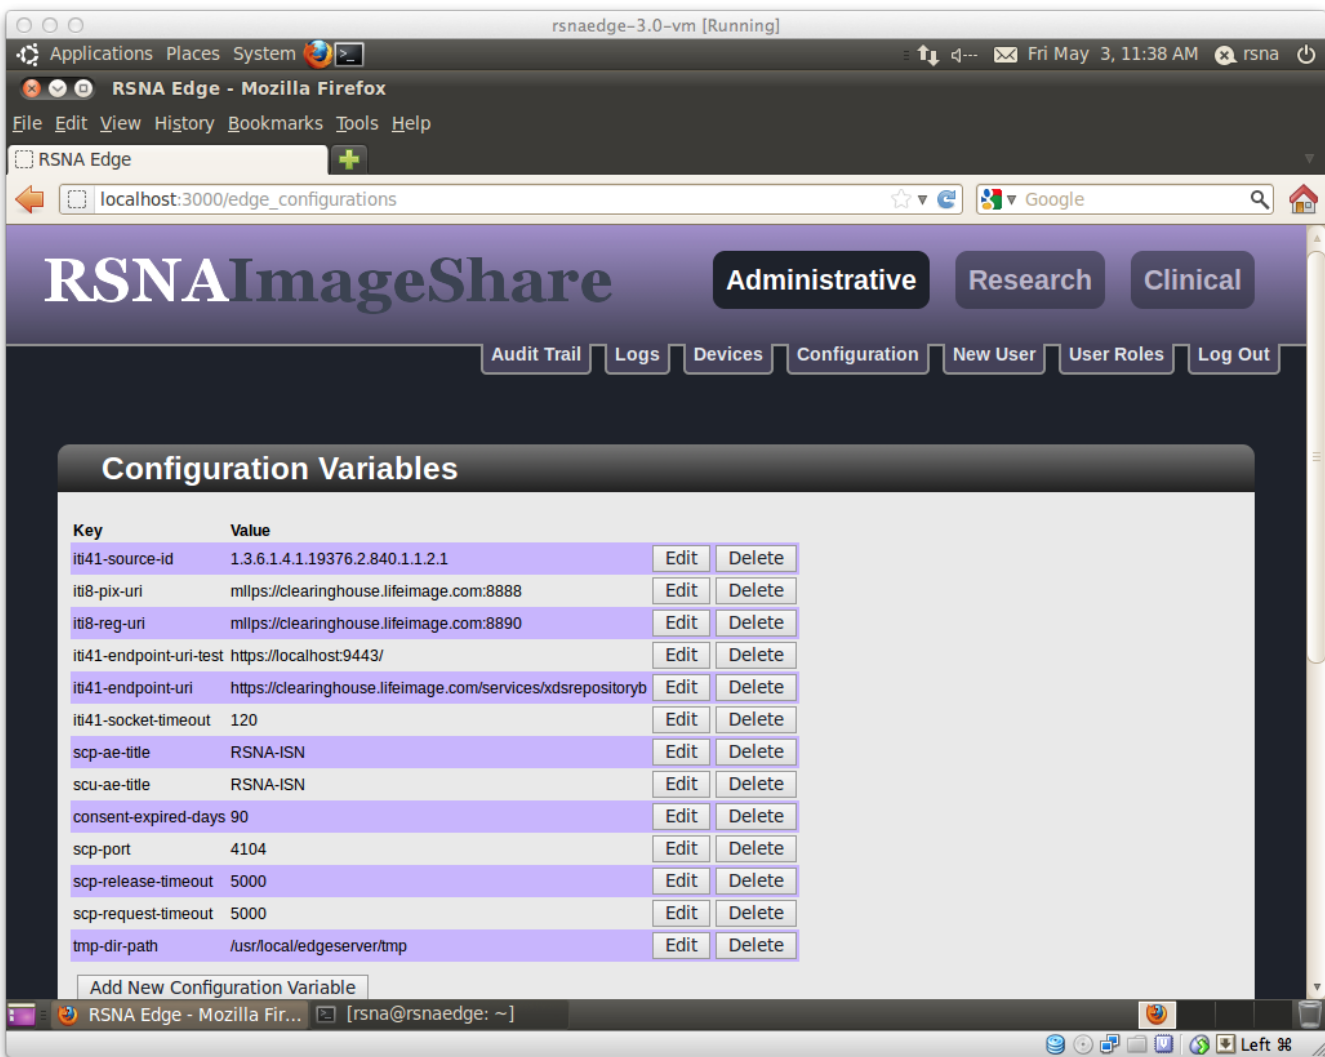 rsnaedge-3.0-vm [Running]
Applications Places System Fri May 3, 11:38 AM rsna
RSNA Edge - Mozilla Firefox
File Edit View History Bookmarks Tools Help
RSNA Edge
localhost:3000/edge_configurations Google
RSNAImageShare Administrative Research Clinical
Audit Trail Logs Devices Configuration New User User Roles Log Out
Configuration Variables
Key Value
iti41-source-id 1.3.6.1.4.1.19376.2.840.1.1.2.1 Edit Delete
iti8-pix-uri mllps://clearinghouse.lifeimage.com:8888 Edit Delete
iti8-reg-uri mllps://clearinghouse.lifeimage.com:8890 Edit Delete
iti41-endpoint-uri-test https://localhost:9443/ Edit Delete
iti41-endpoint-uri https://clearinghouse.lifeimage.com/services/xdsrepositoryb Edit Delete
iti41-socket-timeout 120 Edit Delete
scp-ae-title RSNA-ISN Edit Delete
scu-ae-title RSNA-ISN Edit Delete
consent-expired-days 90 Edit Delete
scp-port 4104 Edit Delete
scp-release-timeout 5000 Edit Delete
scp-request-timeout 5000 Edit Delete
tmp-dir-path /usr/local/edgeserver/tmp Edit Delete
Add New Configuration Variable
RSNA Edge - Mozilla Fir... [rsna@rsnaedge: ~]
Left ⌘